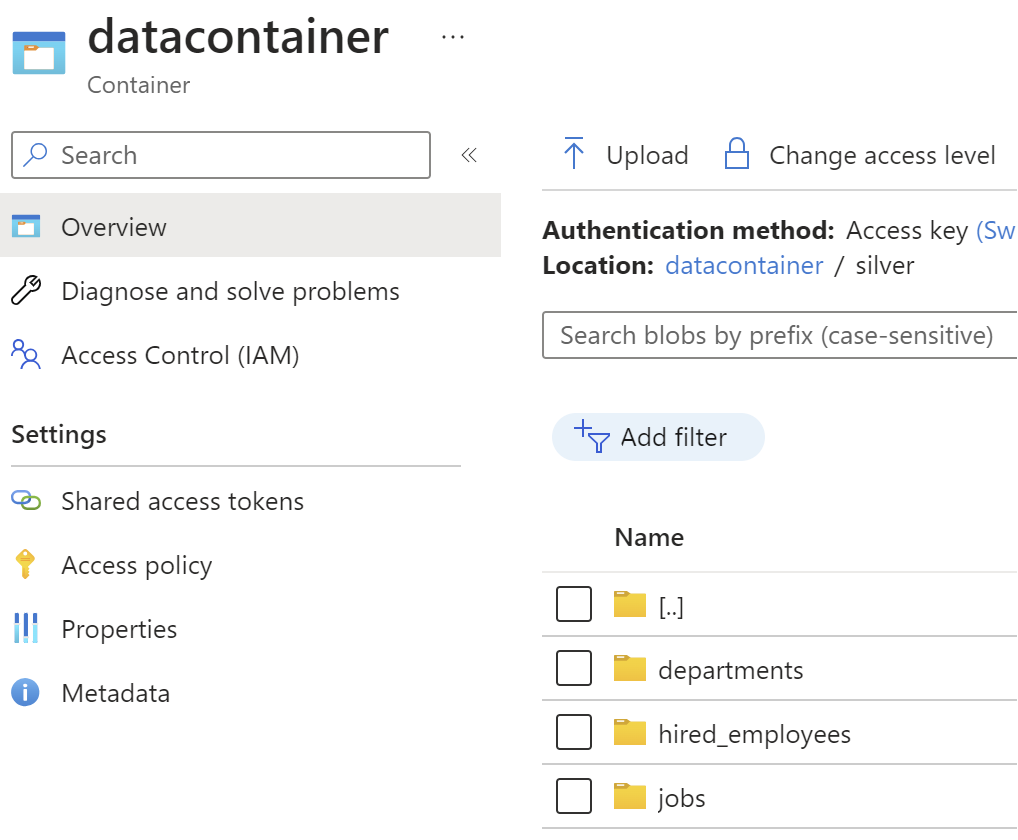 datacontainer ...
Container
Search
Overview
Diagnose and solve problems
Access Control (IAM)
Settings
Shared access tokens
Access policy
Properties
Metadata
Upload Change access level
Authentication method: Access key (Sw
Location: datacontainer / silver
Search blobs by prefix (case-sensitive)
Add filter
Name
[..]
departments
hired_employees
jobs